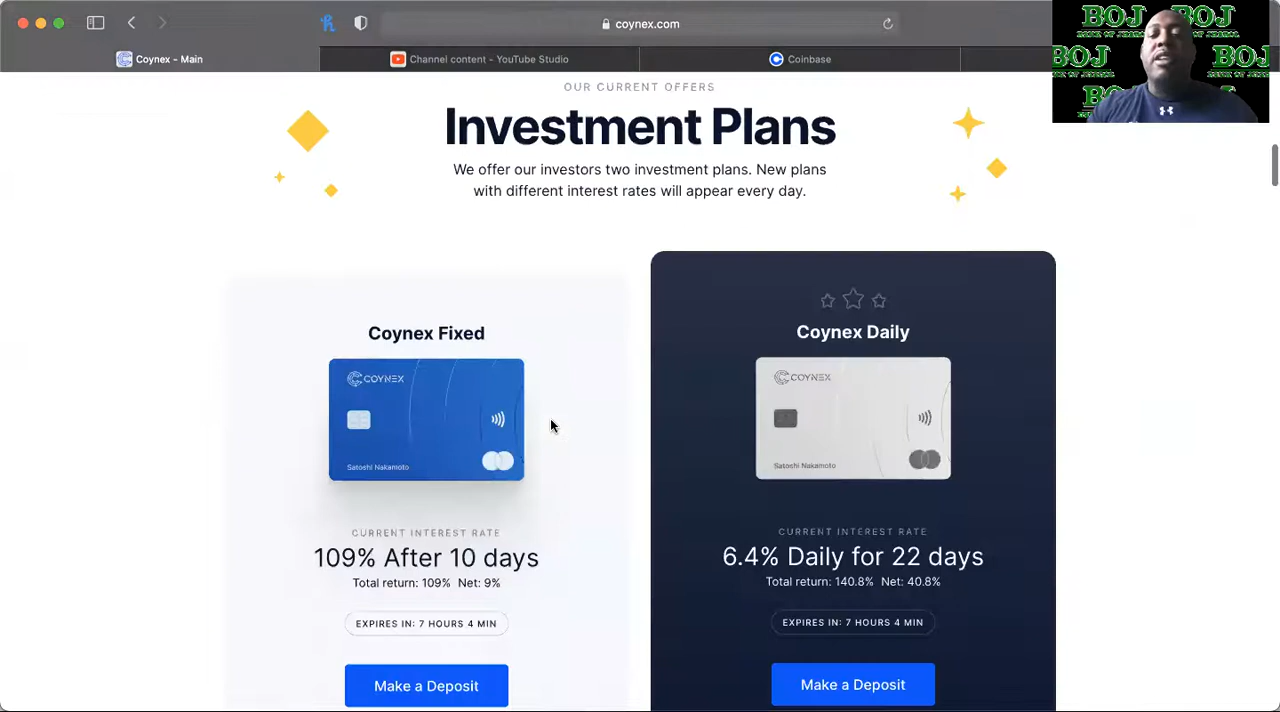 coynex.com
Coynex - Main
Channel content - YouTube Studio
Coinbase
BOJ BOJ
BOJ BOJ
OUR CURRENT OFFERS
Investment Plans
We offer our investors two investment plans. New plans
with different interest rates will appear every day.
Coynex Fixed
COYNEX
Satoshi Nakamoto
CURRENT INTEREST RATE
109% After 10 days
Total return: 109% Net: 9%
EXPIRES IN: 7 HOURS 4 MIN
Make a Deposit
Coynex Daily
COYNEX
Satoshi Nakamoto
CURRENT INTEREST RATE
6.4% Daily for 22 days
Total return: 140.8% Net: 40.8%
EXPIRES IN: 7 HOURS 4 MIN
Make a Deposit